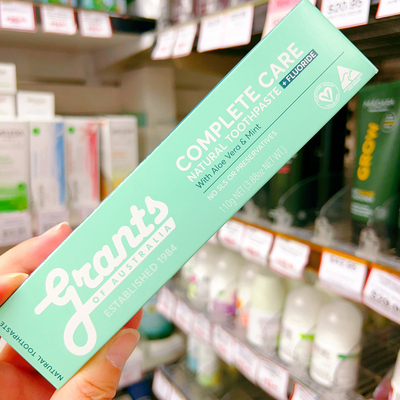 COMPLETE CARE
NATURAL TOOTHPASTE + FLUORIDE
With Aloe Vera & Mint
NO SLS OR PRESERVATIVES
110g NET (3.88oz NET WT.)
grants
OF AUSTRALIA
ESTABLISHED 1984
NATURAL TOOTHPASTE
GROW